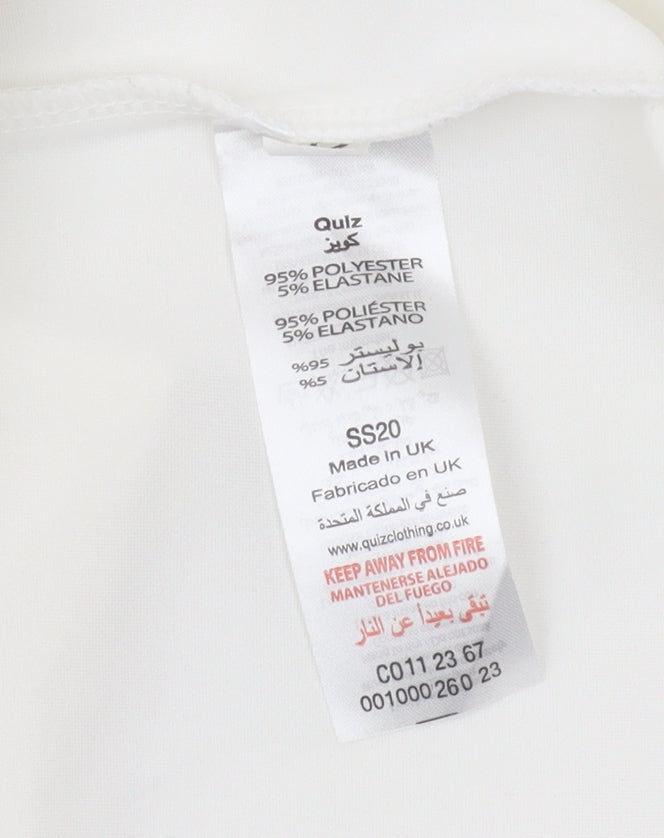 Quiz
كويز
95% POLYESTER
5% ELASTANE
95% POLIÉSTER
5% ELASTANO
بوليستر %95
إلاستان %5
SS20
Made In UK
Fabricado en UK
صنع في المملكة المتحدة
www.quizclothing.co.uk
KEEP AWAY FROM FIRE
MANTENERSE ALEJADO
DEL FUEGO
تبقى بعيدا عن النار
C011 23 67
001000 260 23